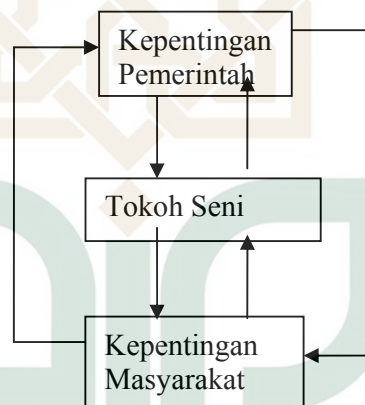 Kepentingan
Pemerintah
Tokoh Seni
Kepentingan
Masyarakat